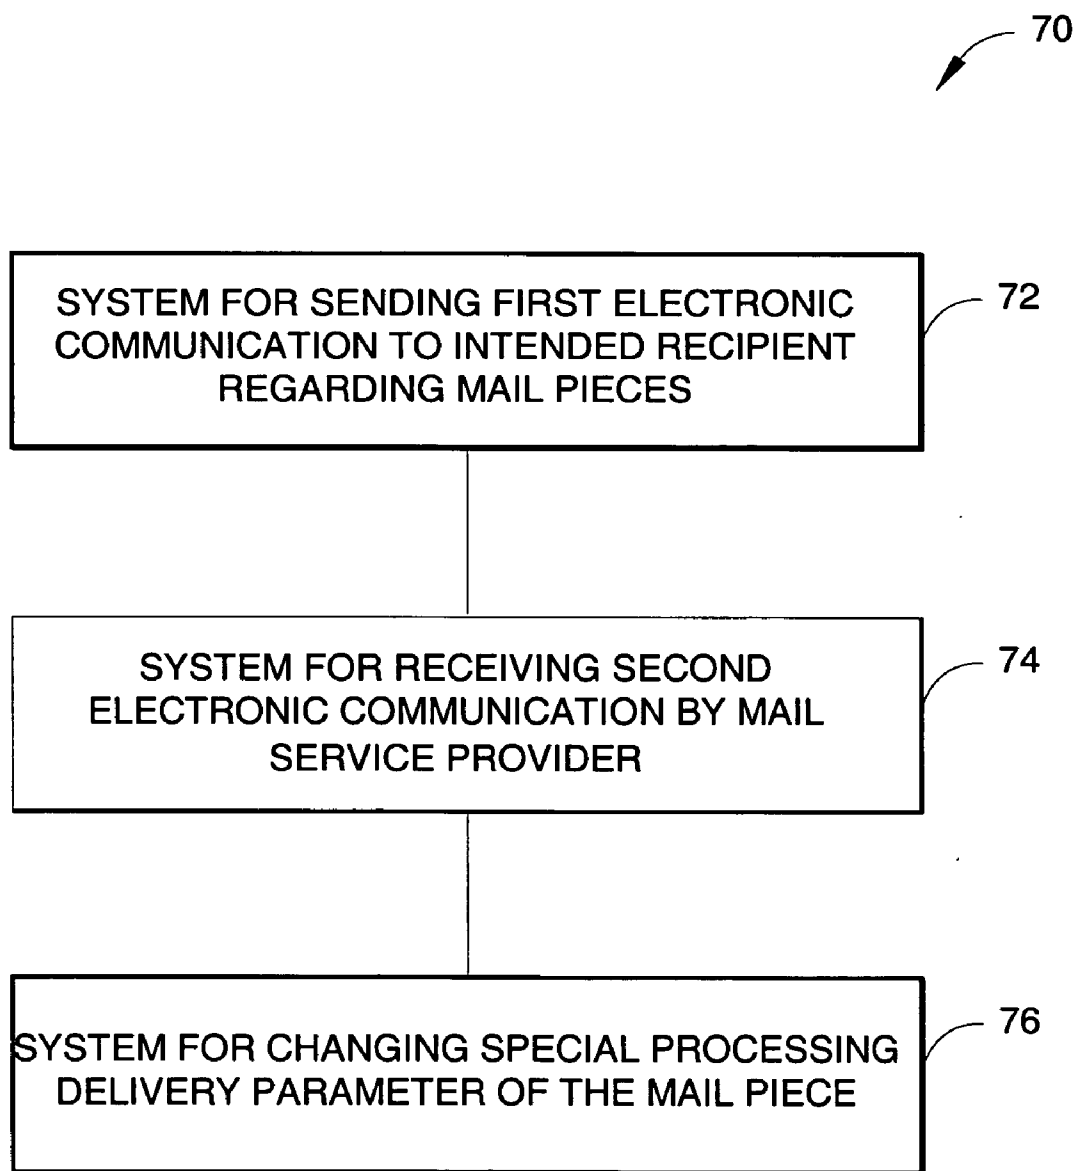 70
SYSTEM FOR SENDING FIRST ELECTRONIC
COMMUNICATION TO INTENDED RECIPIENT
REGARDING MAIL PIECES
72
SYSTEM FOR RECEIVING SECOND
ELECTRONIC COMMUNICATION BY MAIL
SERVICE PROVIDER
74
SYSTEM FOR CHANGING SPECIAL PROCESSING
DELIVERY PARAMETER OF THE MAIL PIECE
76